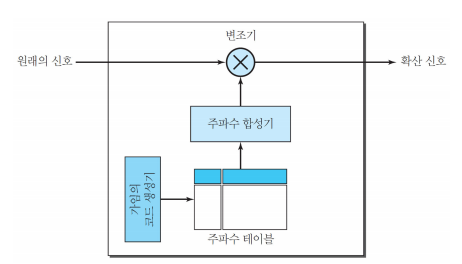 변조기
원래의 신호
확산 신호
주파수 합성기
가임의
코드 생성기
주파수 테이블